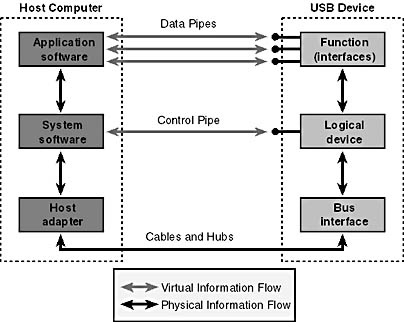 Host Computer
USB Device
Data Pipes
Application
software
Function
(interfaces)
Control Pipe
System
software
Logical
device
Host
adapter
Bus
interface
Cables and Hubs
Virtual Information Flow
Physical Information Flow